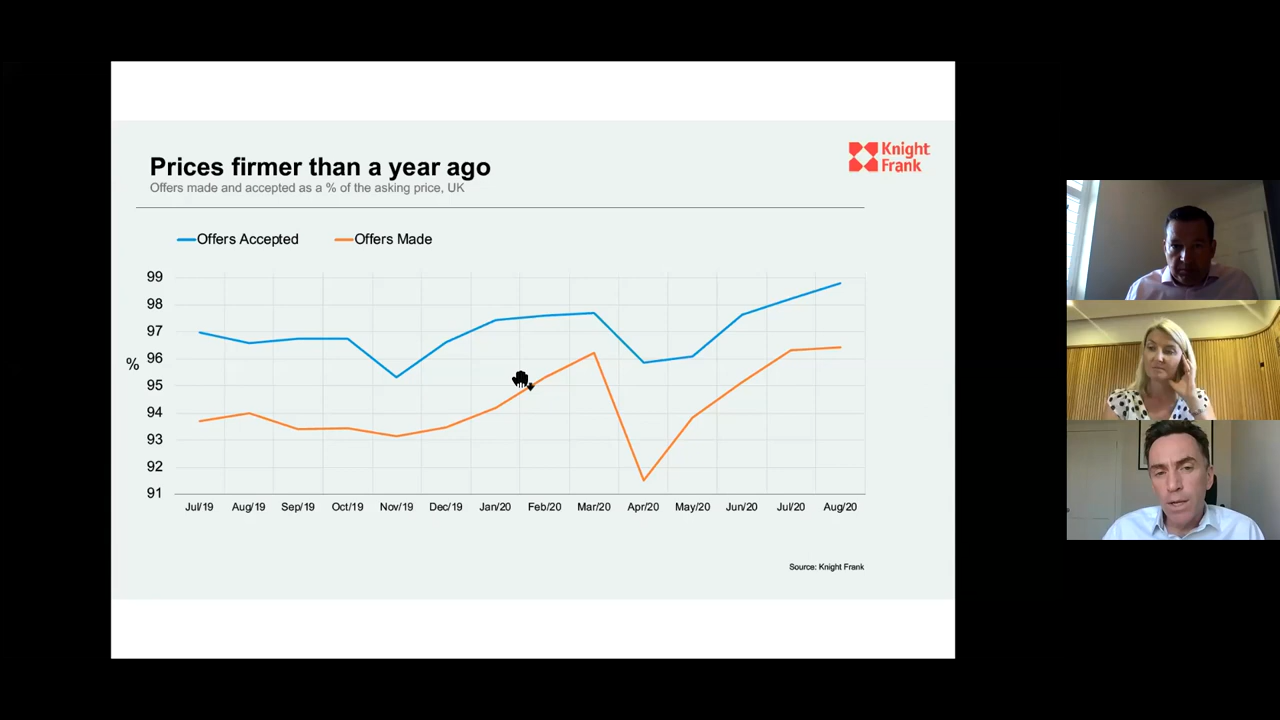 Prices firmer than a year ago
Offers made and accepted as a % of the asking price, UK
Knight
Frank
Offers Accepted
Offers Made
99
98
97
96
95
94
93
92
91
%
Jul/19
Aug/19
Sep/19
Oct/19
Nov/19
Dec/19
Jan/20
Feb/20
Mar/20
Apr/20
May/20
Jun/20
Jul/20
Aug/20
Source: Knight Frank